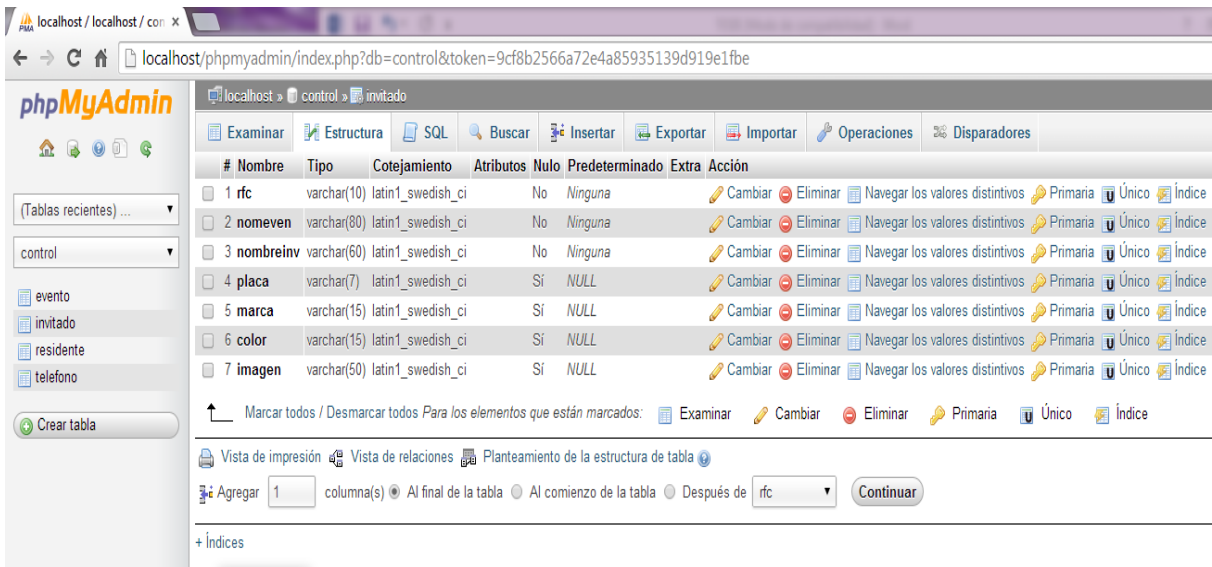 localhost / localhost / con
localhost/phpmyadmin/index.php?db=control&token=9cf8b2566a72e4a85935139d919e1fbe
phpMyAdmin
(Tablas recientes) ...
control
evento
invitado
residente
telefono
Crear tabla
localhost » control » invitado
Examinar Estructura SQL Buscar Insertar Exportar Importar Operaciones Disparadores
# Nombre Tipo Cotejamiento Atributos Nulo Predeterminado Extra Acción
1 rfc varchar(10) latin1_swedish_ci No Ninguna Cambiar Eliminar Navegar los valores distintivos Primaria Único Índice
2 nomeven varchar(80) latin1_swedish_ci No Ninguna Cambiar Eliminar Navegar los valores distintivos Primaria Único Índice
3 nombreinv varchar(60) latin1_swedish_ci No Ninguna Cambiar Eliminar Navegar los valores distintivos Primaria Único Índice
4 placa varchar(7) latin1_swedish_ci Sí NULL Cambiar Eliminar Navegar los valores distintivos Primaria Único Índice
5 marca varchar(15) latin1_swedish_ci Sí NULL Cambiar Eliminar Navegar los valores distintivos Primaria Único Índice
6 color varchar(15) latin1_swedish_ci Sí NULL Cambiar Eliminar Navegar los valores distintivos Primaria Único Índice
7 imagen varchar(50) latin1_swedish_ci Sí NULL Cambiar Eliminar Navegar los valores distintivos Primaria Único Índice
Marcar todos / Desmarcar todos Para los elementos que están marcados: Examinar Cambiar Eliminar Primaria Único Índice
Vista de impresión Vista de relaciones Planteamiento de la estructura de tabla
Agregar 1 columna(s) Al final de la tabla Al comienzo de la tabla Después de rfc Continuar
+ Índices